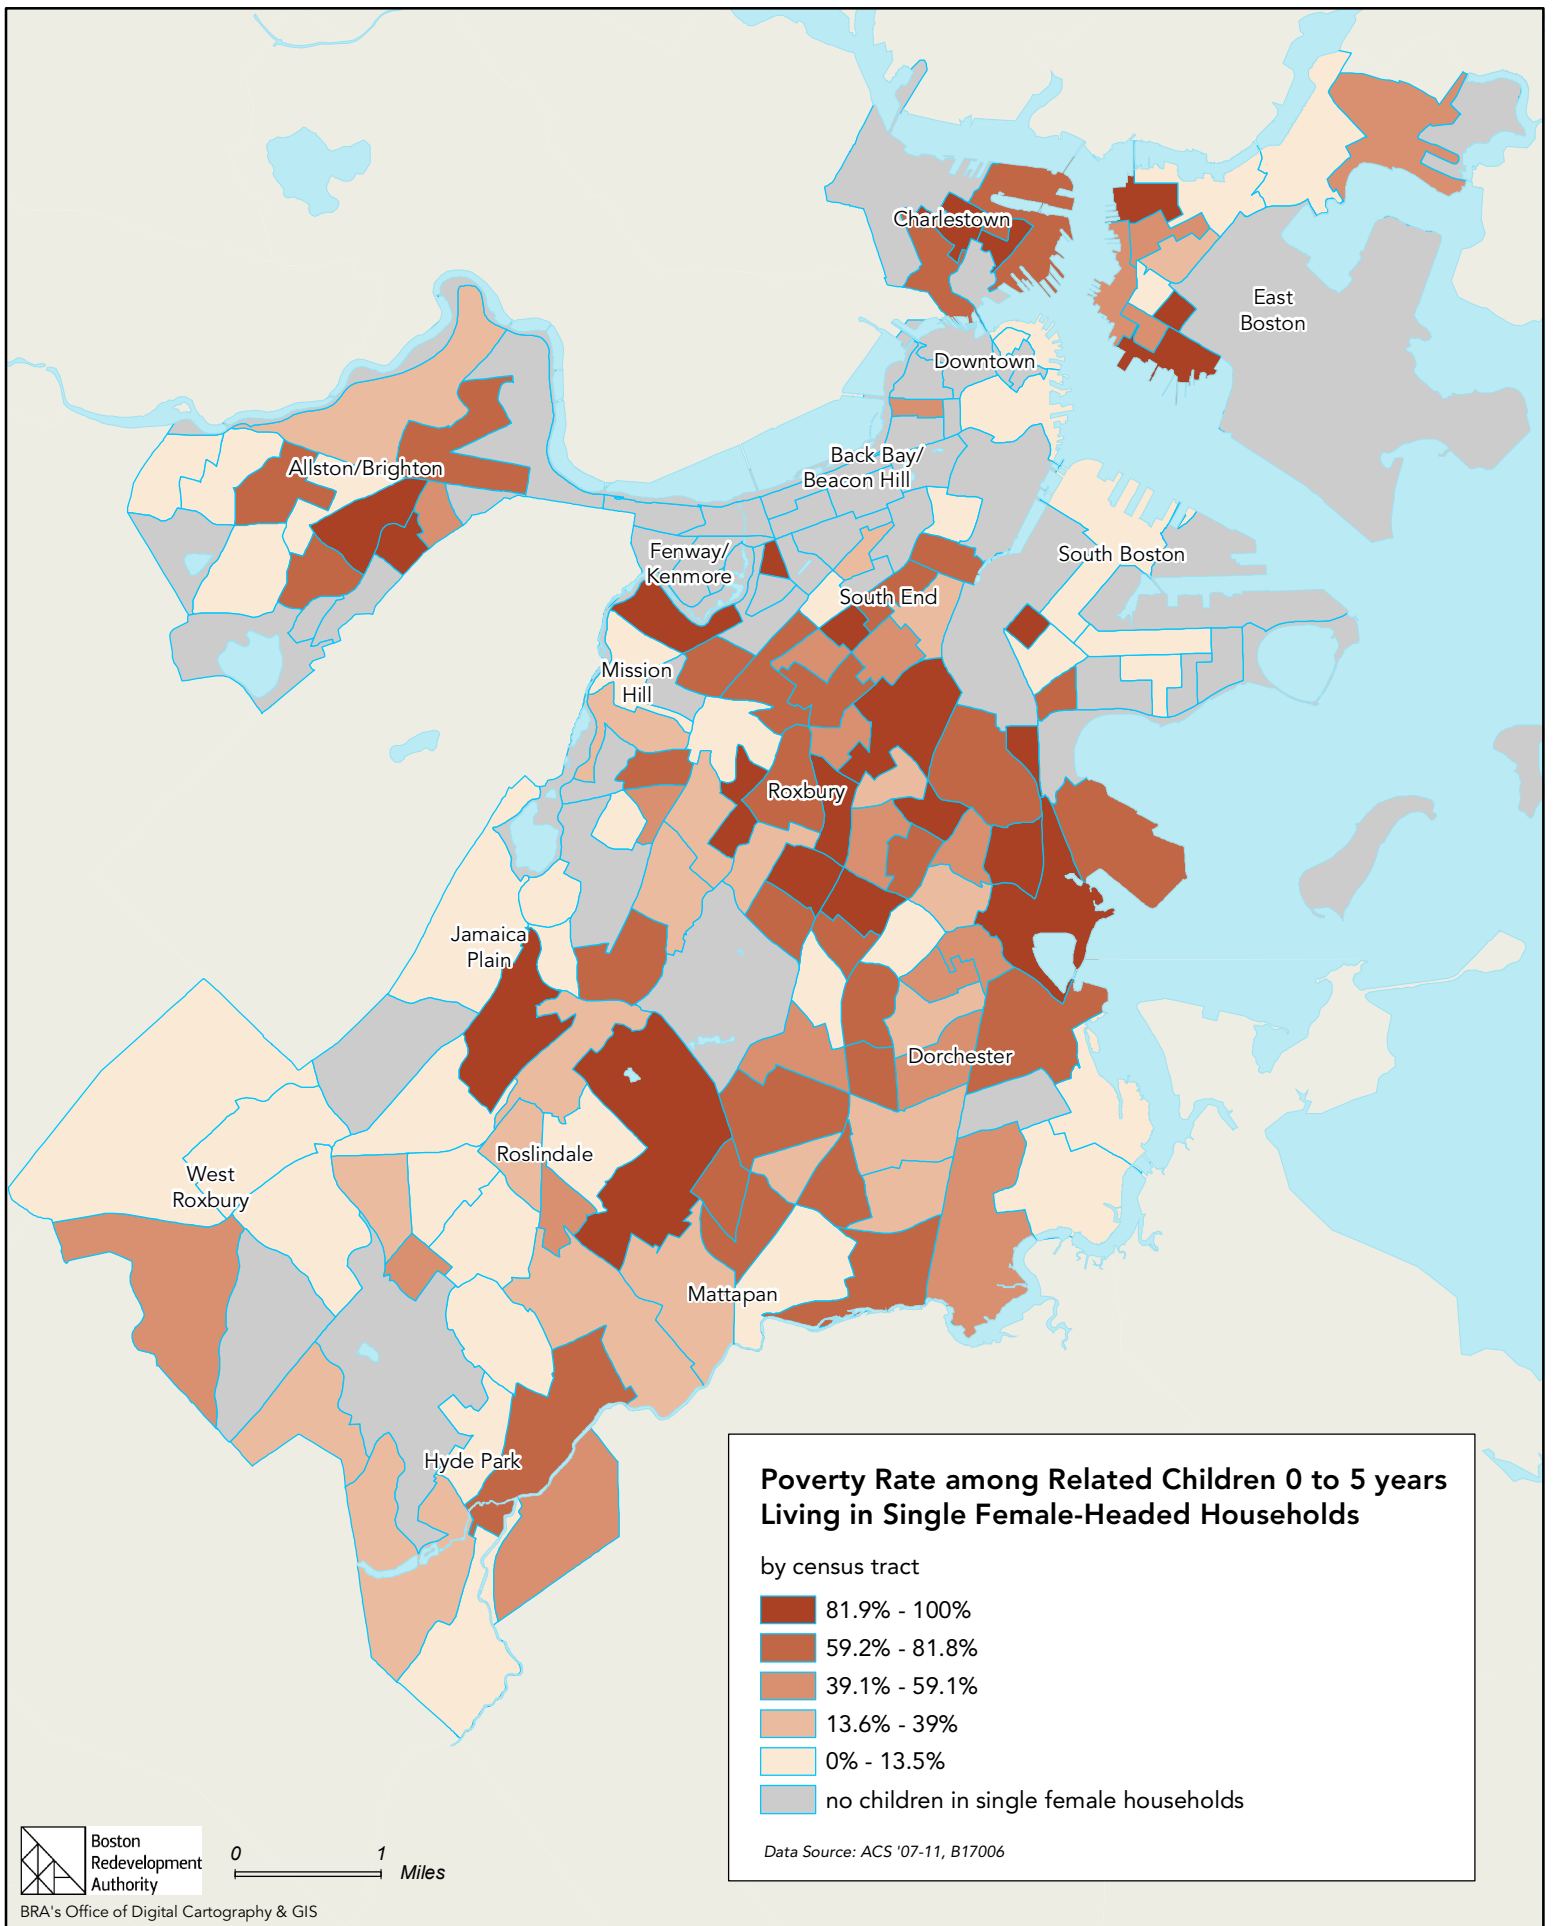 Charlestown
East
Boston
Downtown
Back Bay/
Beacon Hill
Allston/Brighton
Fenway/
Kenmore
South Boston
South End
Mission
Hill
Roxbury
Jamaica
Plain
Dorchester
Roslindale
West
Roxbury
Mattapan
Hyde Park
Poverty Rate among Related Children 0 to 5 years
Living in Single Female-Headed Households
by census tract
81.9% - 100%
59.2% - 81.8%
39.1% - 59.1%
13.6% - 39%
0% - 13.5%
no children in single female households
Data Source: ACS '07-11, B17006
Boston
Redevelopment
Authority
0 1
Miles
BRA's Office of Digital Cartography & GIS